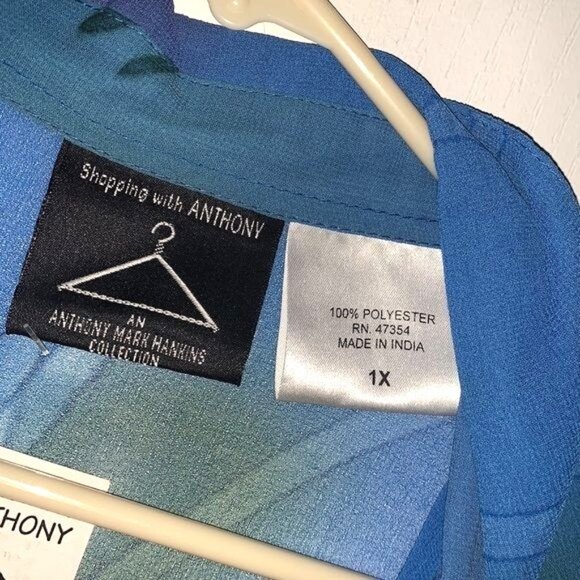 Shopping with ANTHONY
AN
ANTHONY MARK HANKINS
COLLECTION
100% POLYESTER
RN. 47354
MADE IN INDIA
1X
THONY